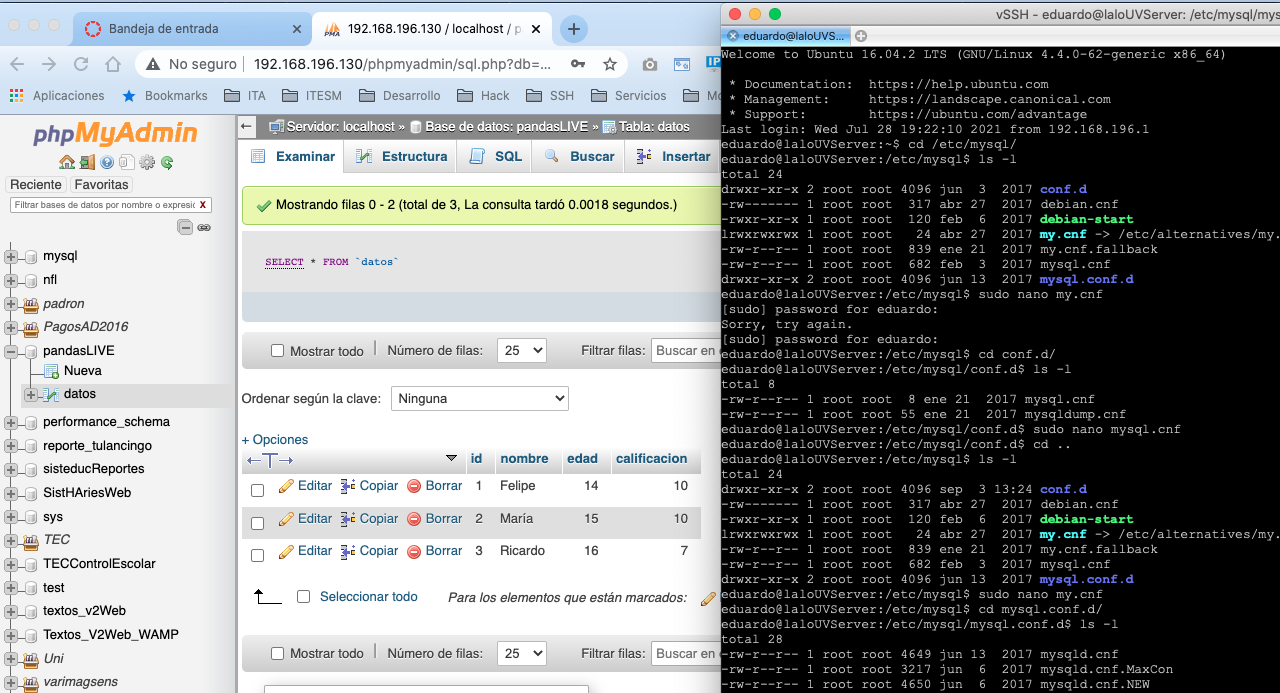 Bandeja de entrada
192.168.196.130 / localhost / p
No seguro
192.168.196.130/phpmyadmin/sql.php?db=...
Aplicaciones
Bookmarks
ITA
ITESM
Desarrollo
Hack
SSH
Servicios
phpMyAdmin
Reciente
Favoritas
Filtrar bases de datos por nombre o expresió
X
mysql
nfl
padron
PagosAD2016
pandasLIVE
Nueva
datos
performance_schema
reporte_tulancingo
sisteducReportes
SistHAriesWeb
sys
TEC
TECControlEscolar
test
textos_v2Web
Textos_V2Web_WAMP
Uni
varimagsens
Servidor: localhost » Base de datos: pandasLIVE » Tabla: datos
Examinar
Estructura
SQL
Buscar
Insertar
Mostrando filas 0 - 2 (total de 3, La consulta tardó 0.0018 segundos.)
SELECT * FROM `datos`
Mostrar todo
Número de filas:
25
Filtrar filas:
Buscar en
Ordenar según la clave:
Ninguna
+ Opciones
id nombre edad calificacion
Editar Copiar Borrar 1 Felipe 14 10
Editar Copiar Borrar 2 María 15 10
Editar Copiar Borrar 3 Ricardo 16 7
Seleccionar todo
Para los elementos que están marcados:
Mostrar todo
Número de filas:
25
Filtrar filas:
Buscar en
vSSH - eduardo@laloUVServer: /etc/mysql/mys
eduardo@laloUVS...
Welcome to Ubuntu 16.04.2 LTS (GNU/Linux 4.4.0-62-generic x86_64)
* Documentation: https://help.ubuntu.com
* Management: https://landscape.canonical.com
* Support: https://ubuntu.com/advantage
Last login: Wed Jul 28 19:22:10 2021 from 192.168.196.1
eduardo@laloUVServer:~$ cd /etc/mysql/
eduardo@laloUVServer:/etc/mysql$ ls -l
total 24
drwxr-xr-x 2 root root 4096 jun 3 2017 conf.d
-rw------- 1 root root 317 abr 27 2017 debian.cnf
-rwxr-xr-x 1 root root 120 feb 6 2017 debian-start
lrwxrwxrwx 1 root root 24 abr 27 2017 my.cnf -> /etc/alternatives/my.
-rw-r--r-- 1 root root 839 ene 21 2017 my.cnf.fallback
-rw-r--r-- 1 root root 682 feb 3 2017 mysql.cnf
drwxr-xr-x 2 root root 4096 jun 13 2017 mysql.conf.d
eduardo@laloUVServer:/etc/mysql$ sudo nano my.cnf
[sudo] password for eduardo:
Sorry, try again.
[sudo] password for eduardo:
eduardo@laloUVServer:/etc/mysql$ cd conf.d/
eduardo@laloUVServer:/etc/mysql/conf.d$ ls -l
total 8
-rw-r--r-- 1 root root 8 ene 21 2017 mysql.cnf
-rw-r--r-- 1 root root 55 ene 21 2017 mysqldump.cnf
eduardo@laloUVServer:/etc/mysql/conf.d$ sudo nano mysql.cnf
eduardo@laloUVServer:/etc/mysql/conf.d$ cd ..
eduardo@laloUVServer:/etc/mysql$ ls -l
total 24
drwxr-xr-x 2 root root 4096 sep 3 13:24 conf.d
-rw------- 1 root root 317 abr 27 2017 debian.cnf
-rwxr-xr-x 1 root root 120 feb 6 2017 debian-start
lrwxrwxrwx 1 root root 24 abr 27 2017 my.cnf -> /etc/alternatives/my.
-rw-r--r-- 1 root root 839 ene 21 2017 my.cnf.fallback
-rw-r--r-- 1 root root 682 feb 3 2017 mysql.cnf
drwxr-xr-x 2 root root 4096 jun 13 2017 mysql.conf.d
eduardo@laloUVServer:/etc/mysql$ sudo nano my.cnf
eduardo@laloUVServer:/etc/mysql$ cd mysql.conf.d/
eduardo@laloUVServer:/etc/mysql/mysql.conf.d$ ls -l
total 28
-rw-r--r-- 1 root root 4649 jun 13 2017 mysqld.cnf
-rw-r--r-- 1 root root 3217 jun 6 2017 mysqld.cnf.MaxCon
-rw-r--r-- 1 root root 4650 jun 6 2017 mysqld.cnf.NEW